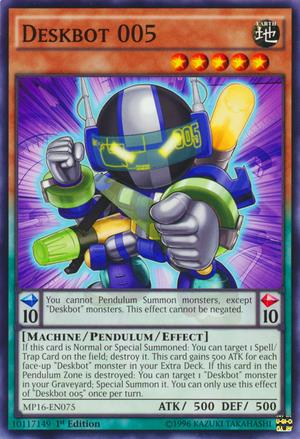 DESKBOT 005
EARTH
地
005
You cannot Pendulum Summon monsters, except
"Deskbot" monsters. This effect cannot be negated.
10
10
[MACHINE/PENDULUM/EFFECT]
If this card is Normal or Special Summoned: You can target 1 Spell/
Trap Card on the field; destroy it. This card gains 500 ATK for each
face-up "Deskbot" monster in your Extra Deck. If this card in the
Pendulum Zone is destroyed: You can target 1 "Deskbot" monster in
your Graveyard; Special Summon it. You can only use this effect
of "Deskbot 005" once per turn.
ATK/ 500 DEF/ 500
MP16-EN075
10117149 1st Edition ©1996 KAZUKI TAKAHASHI